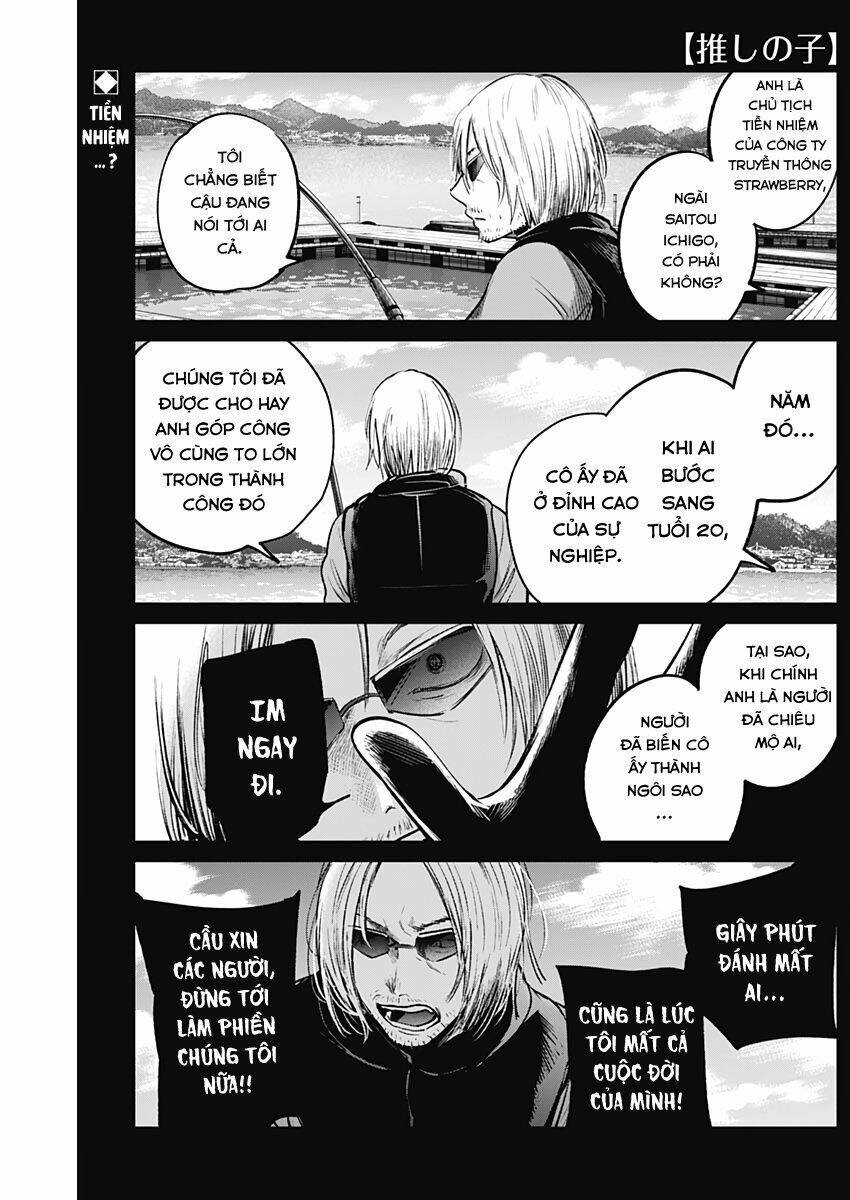 【推しの子】
TIỀN
NHIỆM
...?
ANH LÀ
CHỦ TỊCH
TIỀN NHIỆM
CỦA CÔNG TY
TRUYỀN THÔNG
STRAWBERRY,
NGÀI
SAITOU
ICHIGO,
CÓ PHẢI
KHÔNG?
TÔI
CHẲNG BIẾT
CẬU ĐANG
NÓI TỚI AI
CẢ.
NĂM
ĐÓ...
KHI AI
BƯỚC
SANG
TUỔI 20,
CÔ ẤY ĐÃ
Ở ĐỈNH CAO
CỦA SỰ
NGHIỆP.
CHÚNG TÔI ĐÃ
ĐƯỢC CHO HAY
ANH GÓP CÔNG
VÔ CÙNG TO LỚN
TRONG THÀNH
CÔNG ĐÓ
TẠI SAO,
KHI CHÍNH
ANH LÀ NGƯỜI
ĐÃ CHIÊU
MỘ AI,
NGƯỜI
ĐÃ BIẾN CÔ
ẤY THÀNH
NGÔI SAO
...
IM
NGAY
ĐI.
GIÂY PHÚT
ĐÁNH MẤT
AI...
CŨNG LÀ LÚC
TÔI MẤT CẢ
CUỘC ĐỜI
CỦA MÌNH!
CẦU XIN
CÁC NGƯỜI,
ĐỪNG TỚI
LÀM PHIỀN
CHÚNG TÔI
NỮA!!